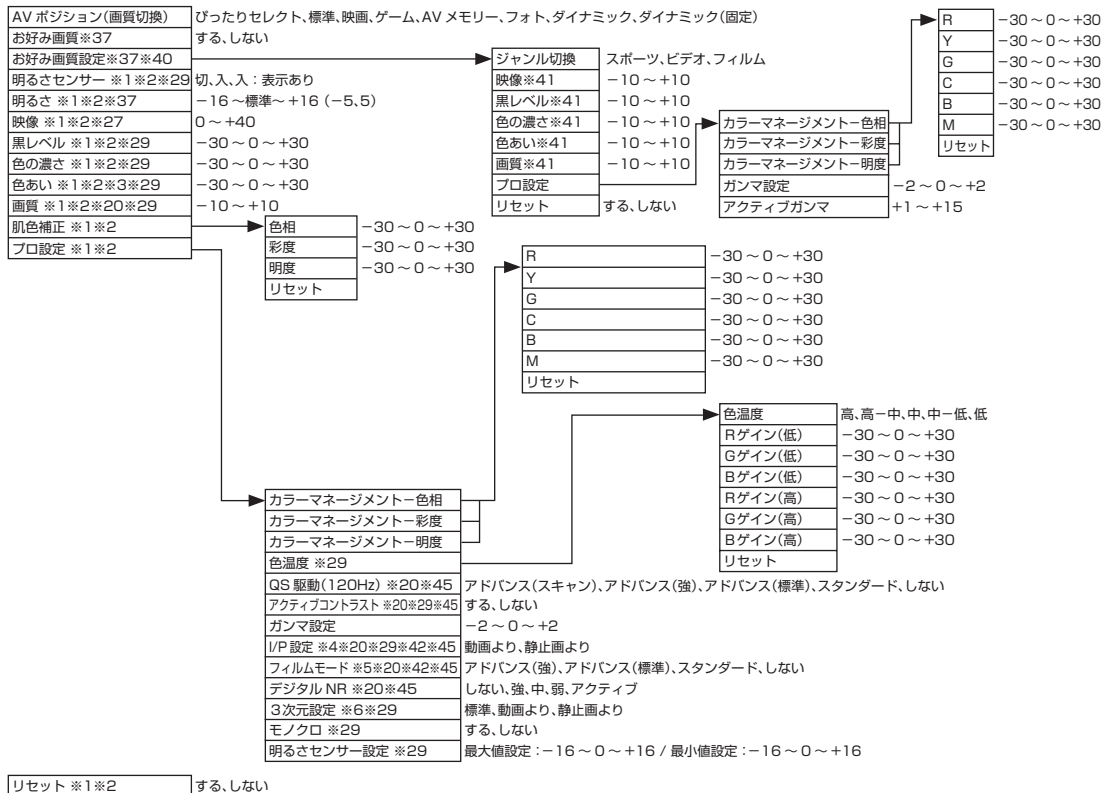 AV ポジション(画質切換) ぴったりセレクト、標準、映画、ゲーム、AV メモリー、フォト、ダイナミック、ダイナミック(固定)
お好み画質※37 する、しない
お好み画質設定※37※40
明るさセンサー ※1※2※29 切、入、入：表示あり
明るさ ※1※2※37 −16 〜標準〜 +16 (−5、5)
映像 ※1※2※27 0 〜 +40
黒レベル ※1※2※29 −30 〜 0 〜 +30
色の濃さ ※1※2※29 −30 〜 0 〜 +30
色あい ※1※2※3※29 −30 〜 0 〜 +30
画質 ※1※2※20※29 −10 〜 +10
肌色補正 ※1※2
プロ設定 ※1※2
ジャンル切換 スポーツ、ビデオ、フィルム
映像※41 −10 〜 +10
黒レベル※41 −10 〜 +10
色の濃さ※41 −10 〜 +10
色あい※41 −10 〜 +10
画質※41 −10 〜 +10
プロ設定
リセット する、しない
カラーマネージメント−色相
カラーマネージメント−彩度
カラーマネージメント−明度
ガンマ設定 −2 〜 0 〜 +2
アクティブガンマ +1 〜 +15
R −30 〜 0 〜 +30
Y −30 〜 0 〜 +30
G −30 〜 0 〜 +30
C −30 〜 0 〜 +30
B −30 〜 0 〜 +30
M −30 〜 0 〜 +30
リセット
色相 −30 〜 0 〜 +30
彩度 −30 〜 0 〜 +30
明度 −30 〜 0 〜 +30
リセット
R −30 〜 0 〜 +30
Y −30 〜 0 〜 +30
G −30 〜 0 〜 +30
C −30 〜 0 〜 +30
B −30 〜 0 〜 +30
M −30 〜 0 〜 +30
リセット
色温度 高、高−中、中、中−低、低
Rゲイン(低) −30 〜 0 〜 +30
Gゲイン(低) −30 〜 0 〜 +30
Bゲイン(低) −30 〜 0 〜 +30
Rゲイン(高) −30 〜 0 〜 +30
Gゲイン(高) −30 〜 0 〜 +30
Bゲイン(高) −30 〜 0 〜 +30
リセット
カラーマネージメント−色相
カラーマネージメント−彩度
カラーマネージメント−明度
色温度 ※29
QS 駆動(120Hz) ※20※45 アドバンス(スキャン)、アドバンス(強)、アドバンス(標準)、スタンダード、しない
アクティブコントラスト ※20※29※45 する、しない
ガンマ設定 −2 〜 0 〜 +2
I/P 設定 ※4※20※29※42※45 動画より、静止画より
フィルムモード ※5※20※42※45 アドバンス(強)、アドバンス(標準)、スタンダード、しない
デジタル NR ※20※45 しない、強、中、弱、アクティブ
３次元設定 ※6※29 標準、動画より、静止画より
モノクロ ※29 する、しない
明るさセンサー設定 ※29 最大値設定：−16 〜 0 〜 +16 / 最小値設定：−16 〜 0 〜 +16
リセット ※1※2 する、しない